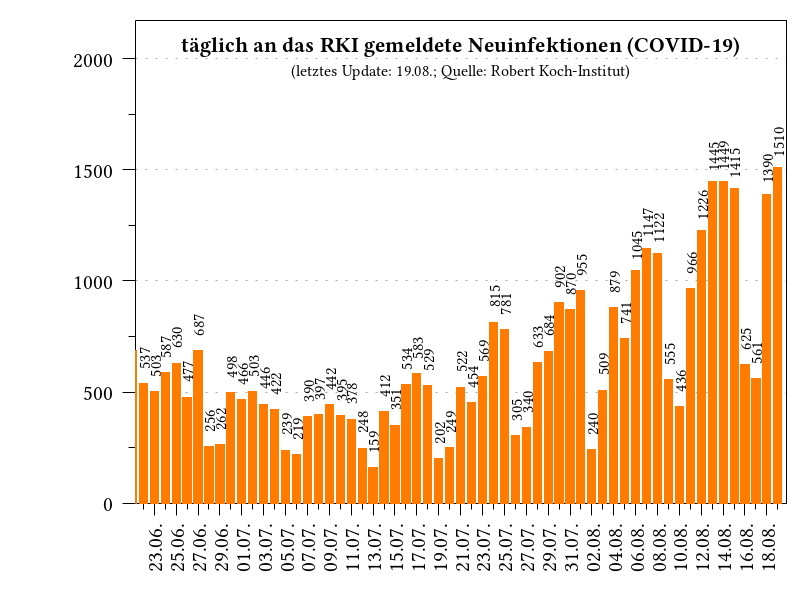 täglich an das RKI gemeldete Neuinfektionen (COVID-19)
(letztes Update: 19.08.; Quelle: Robert Koch-Institut)
2000
1500
1000
500
0
537 503 587 630 477 687 256 262 498 466 503 446 422 239 219 390 397 442 395 378 248 159 412 351 534 583 529 202 249 522 454 569 815 781 305 340 633 684 902 870 955 240 509 879 741 1045 1147 1122 555 436 966 1226 1445 1449 1415 625 561 1390 1510
23.06. 25.06. 27.06. 29.06. 01.07. 03.07. 05.07. 07.07. 09.07. 11.07. 13.07. 15.07. 17.07. 19.07. 21.07. 23.07. 25.07. 27.07. 29.07. 31.07. 02.08. 04.08. 06.08. 08.08. 10.08. 12.08. 14.08. 16.08. 18.08.